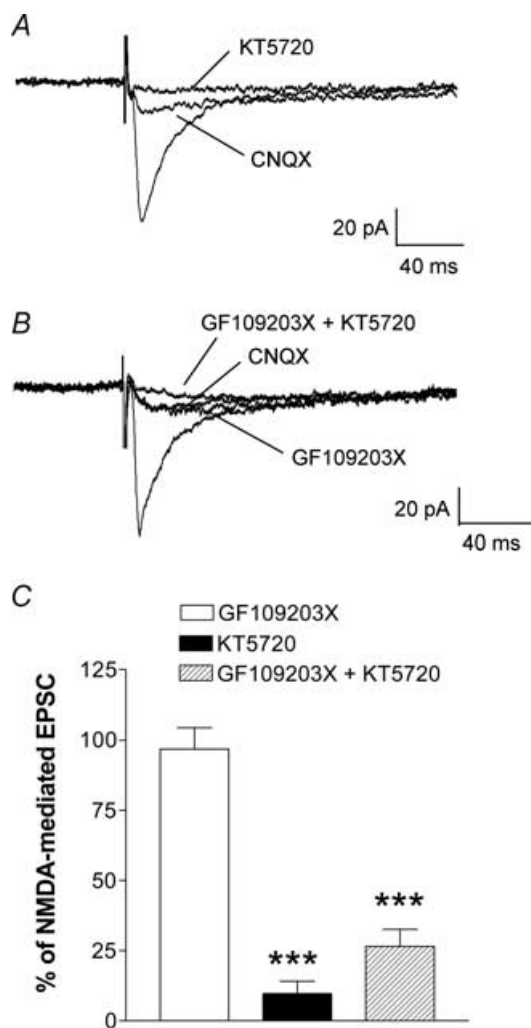 A
KT5720
CNQX
20 pA
40 ms
B
GF109203X + KT5720
CNQX
GF109203X
20 pA
40 ms
C
GF109203X
KT5720
GF109203X + KT5720
% of NMDA-mediated EPSC
125
100
75
50
25
0
***
***